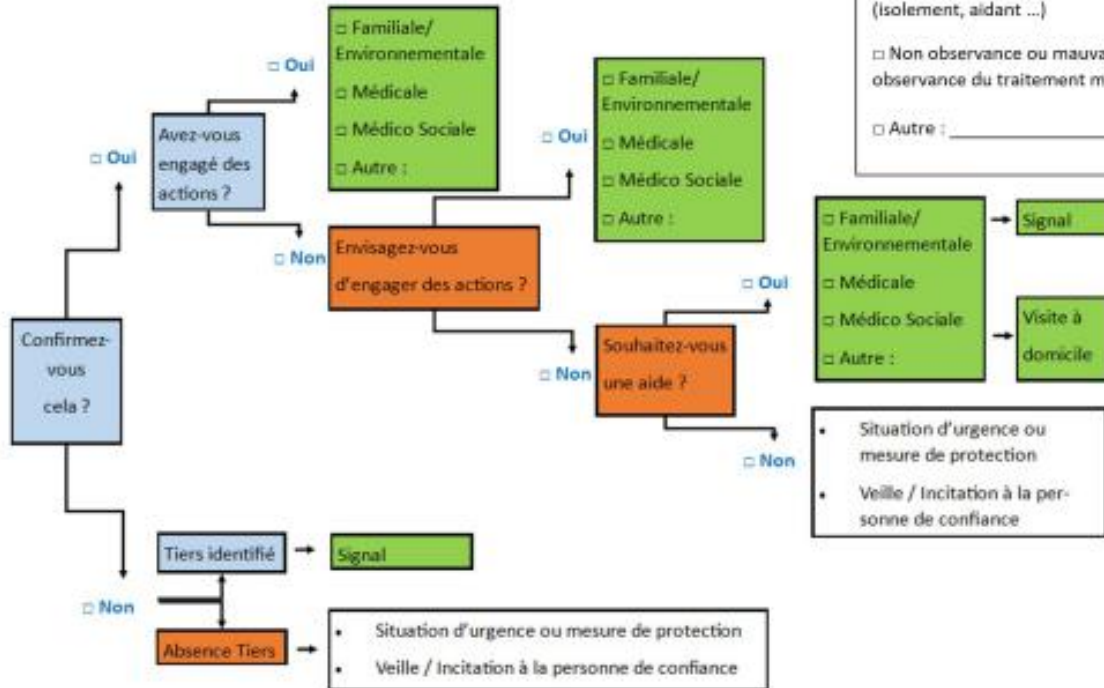 (isolement, aidant ...)
□ Non observance ou
observance du traitement
□ Autre :
□ Familiale/
Environnementale
□ Médicale
□ Médico Sociale
□ Autre :
□ Oui
Avez-vous
engagé des
actions ?
□ Oui
□ Non
□ Familiale/
Environnementale
□ Médicale
□ Médico Sociale
□ Autre :
□ Oui
Envisagez-vous
d'engager des actions ?
□ Non
□ Familiale/
Environnementale
□ Médicale
□ Médico Sociale
□ Autre :
Signal
Visite à
domicile
□ Oui
Souhaitez-vous
une aide ?
□ Non
Confirmez-
vous
cela ?
• Situation d'urgence ou
mesure de protection
• Veille / Incitation à la per-
sonne de confiance
□ Non
Tiers identifié
Signal
Absence Tiers
• Situation d'urgence ou mesure de protection
• Veille / Incitation à la personne de confiance